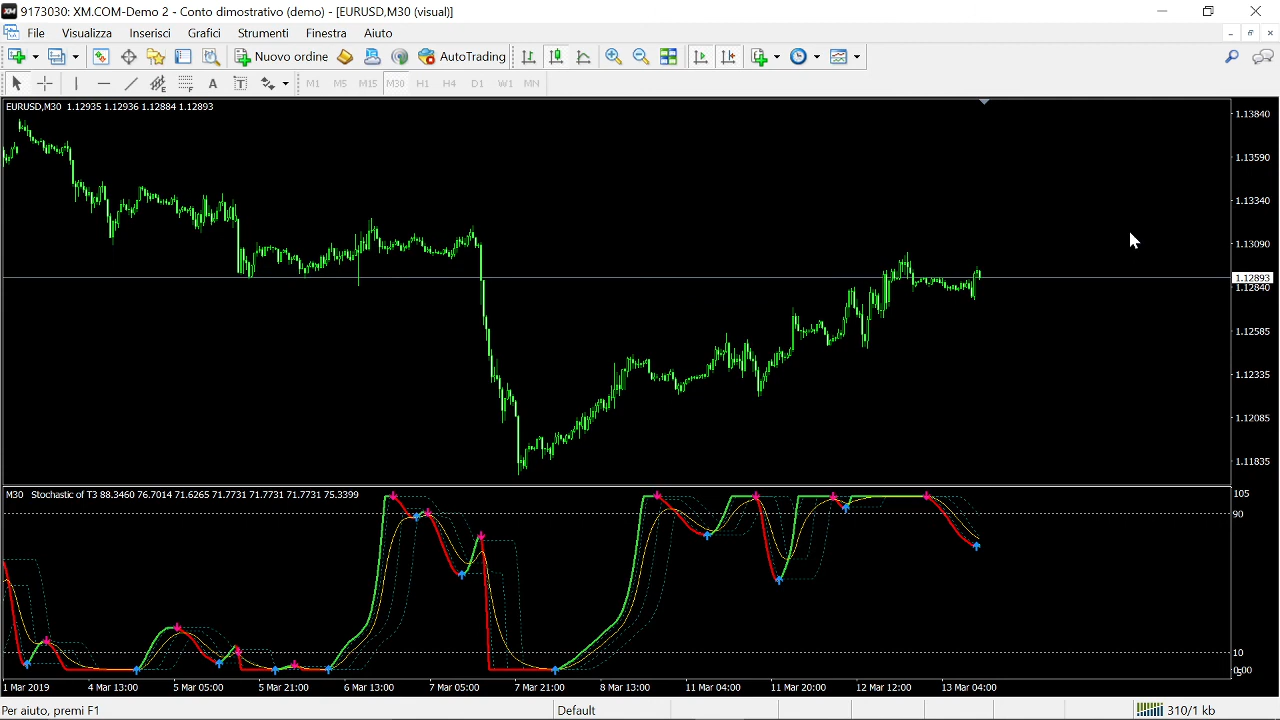 9173030: XM.COM-Demo 2 - Conto dimostrativo (demo) - [EURUSD,M30 (visual)]
File Visualizza Inserisci Grafici Strumenti Finestra Aiuto
Nuovo ordine AutoTrading
A T M1 M5 M15 M30 H1 H4 D1 W1 MN
EURUSD,M30 1.12935 1.12936 1.12884 1.12893
1.13840
1.13590
1.13340
1.13090
1.12893
1.12840
1.12585
1.12335
1.12085
1.11835
M30 Stochastic of T3 88.3460 76.7014 71.6265 71.7731 71.7731 71.7731 75.3399
105
90
10
1 Mar 2019 4 Mar 13:00 5 Mar 05:00 5 Mar 21:00 6 Mar 13:00 7 Mar 05:00 7 Mar 21:00 8 Mar 13:00 11 Mar 04:00 11 Mar 20:00 12 Mar 12:00 13 Mar 04:00
Per aiuto, premi F1 Default 310/1 kb